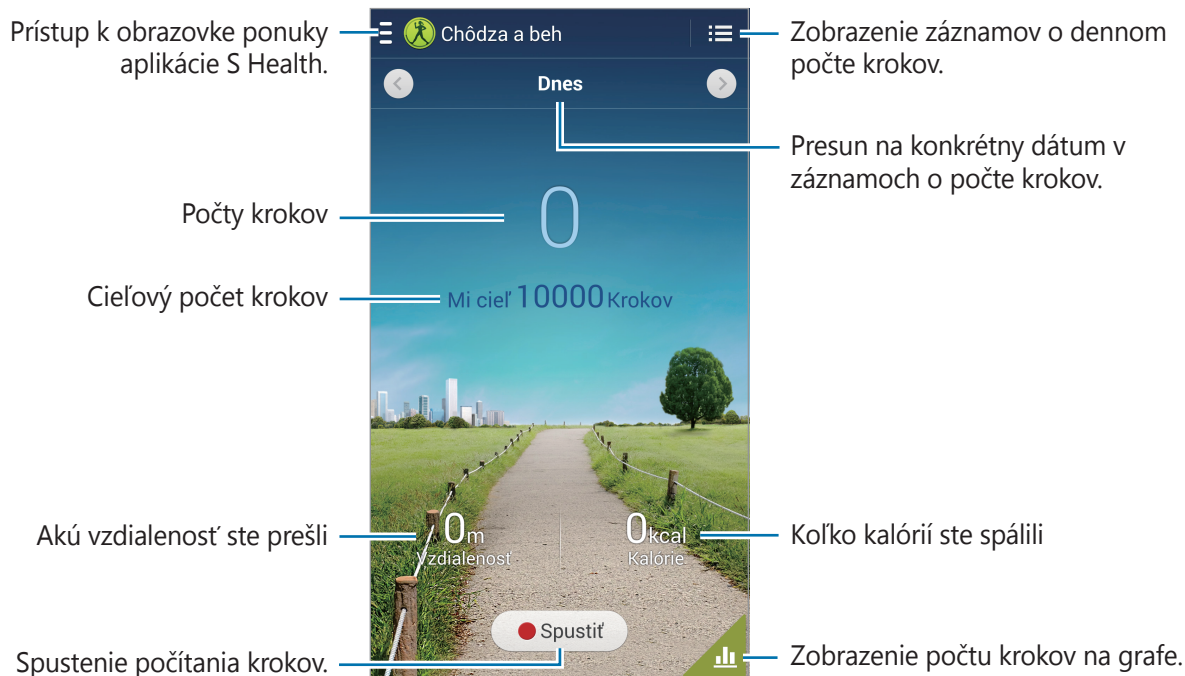 Prístup k obrazovke ponuky
aplikácie S Health.
Chôdza a beh
Zobrazenie záznamov o dennom
počte krokov.
Dnes
Presun na konkrétny dátum v
záznamoch o počte krokov.
Počty krokov
0
Cieľový počet krokov
Mi cieľ 10000 Krokov
Akú vzdialenosť ste prešli
0m
Vzdialenosť
0kcal
Kalórie
Koľko kalórií ste spálili
Spustiť
Spustenie počítania krokov.
Zobrazenie počtu krokov na grafe.